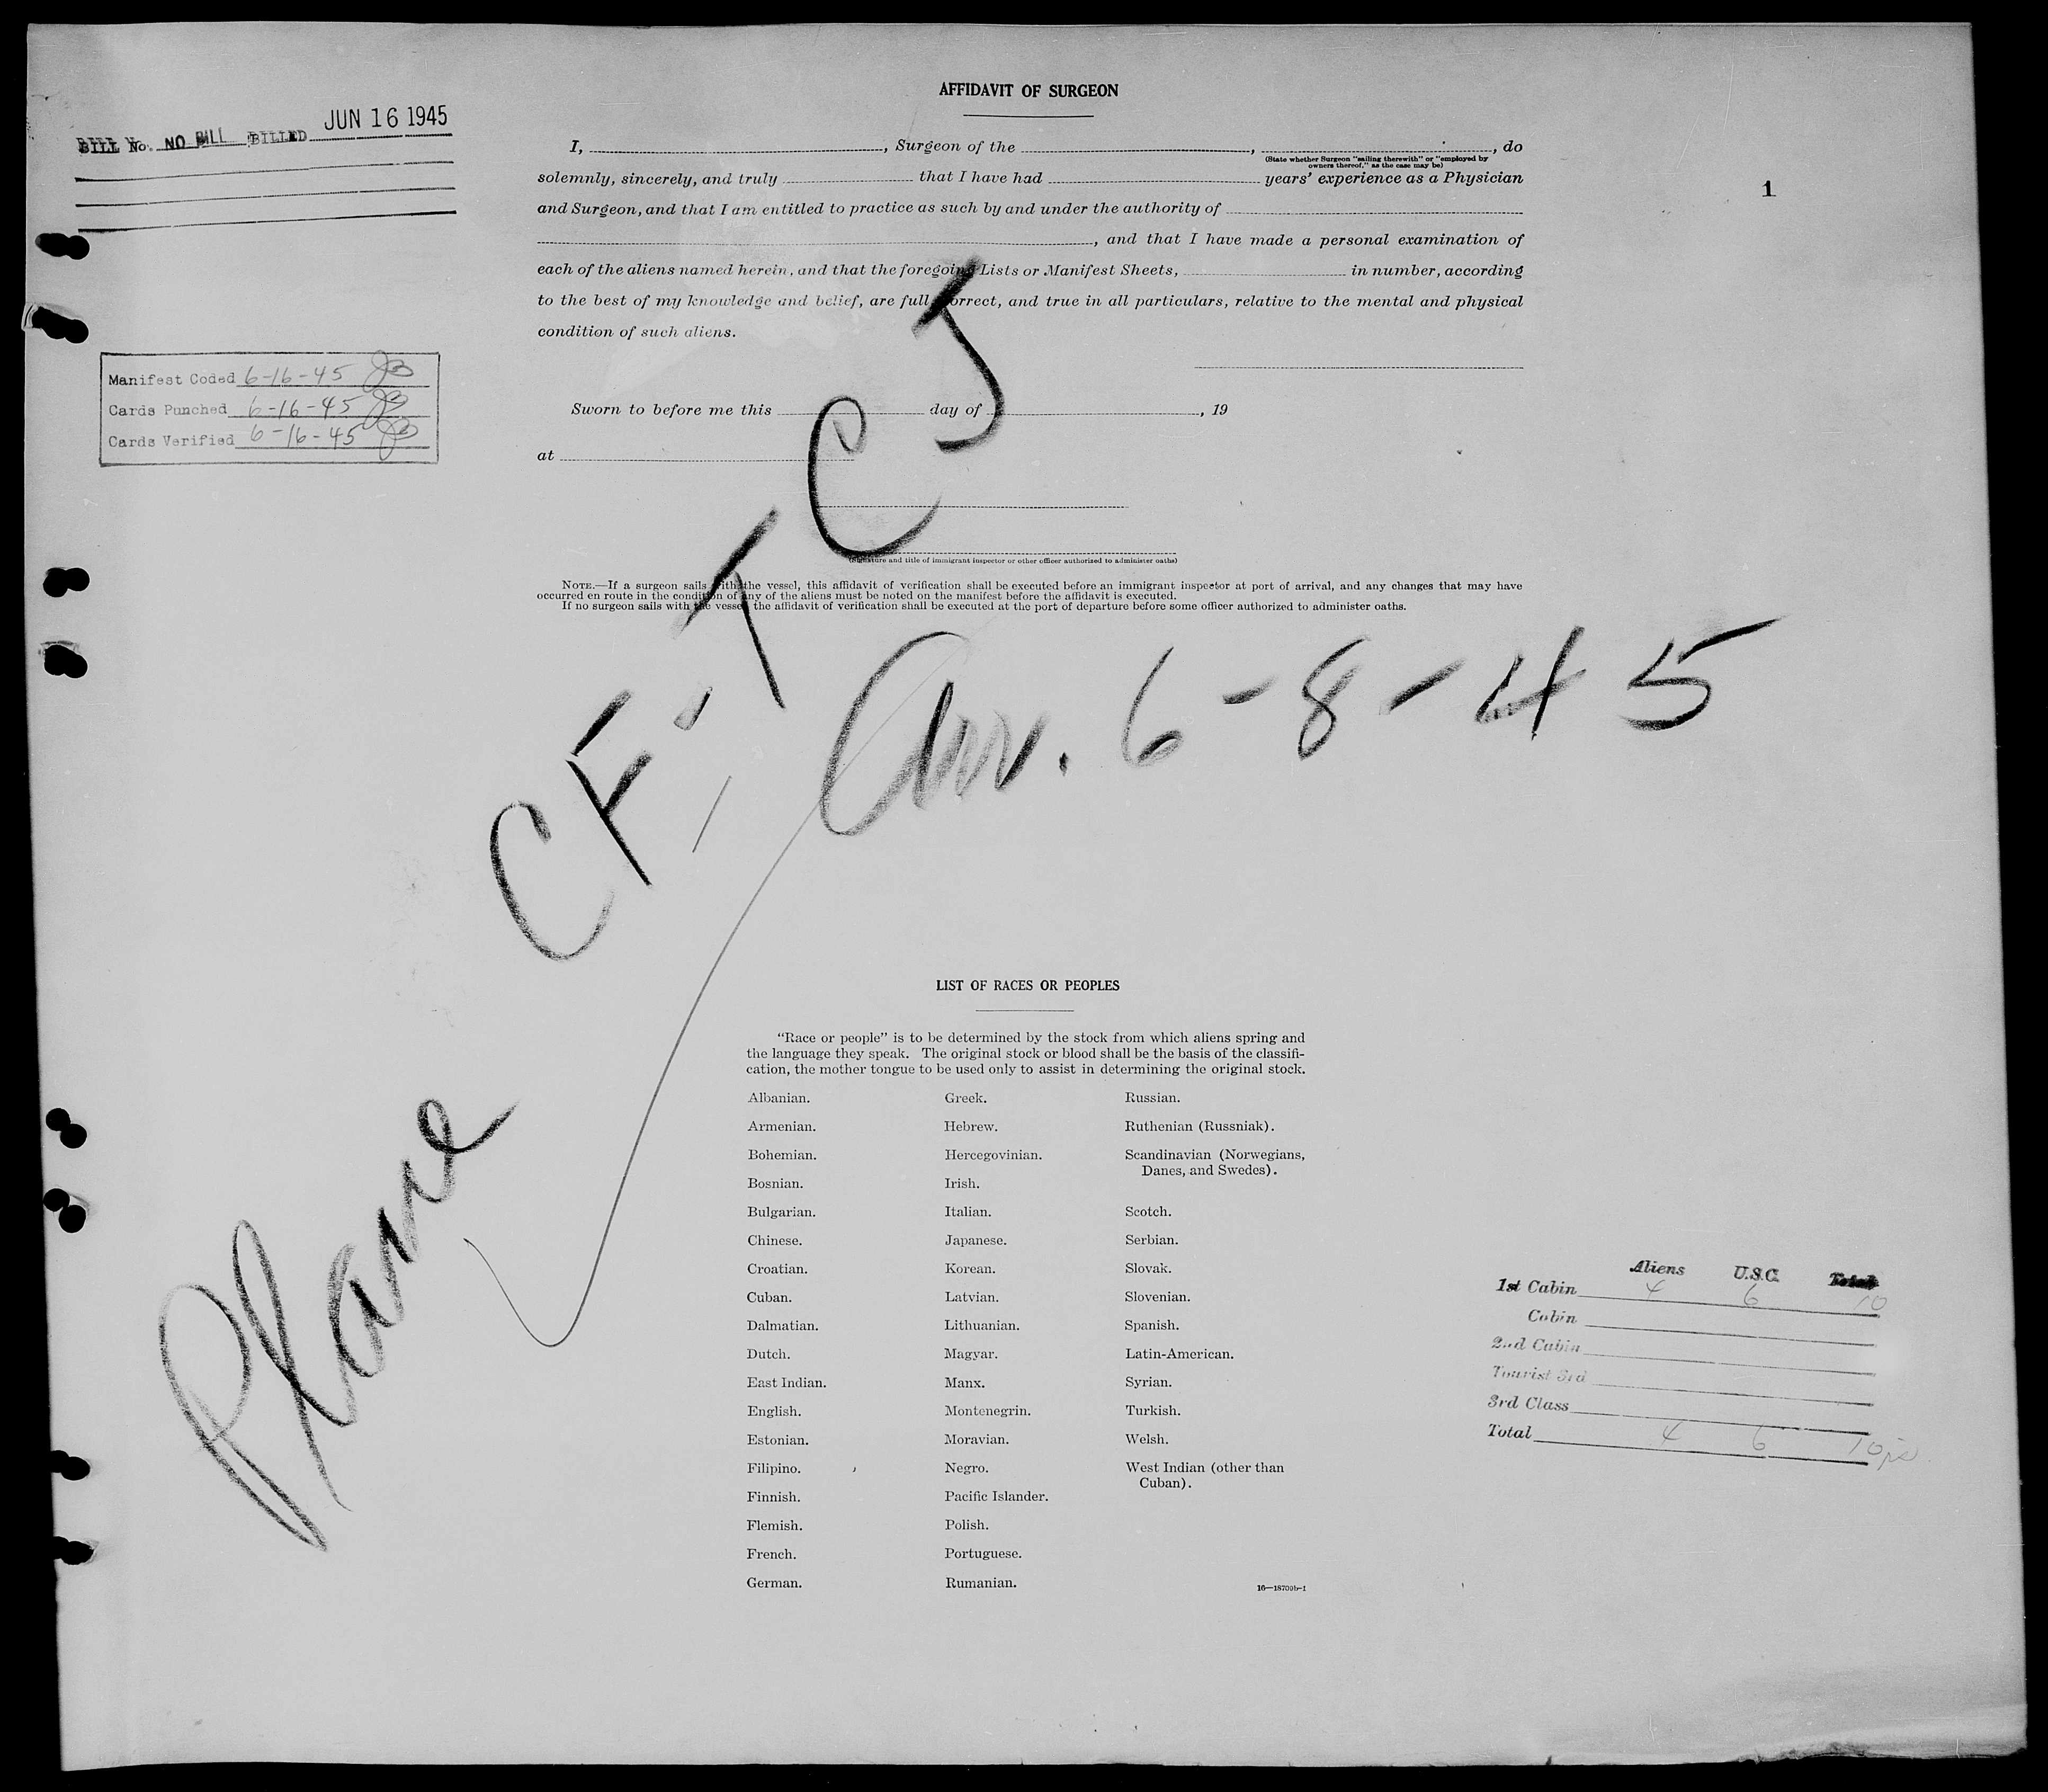 AFFIDAVIT OF SURGEON
BILL No. NO BILL BILLED JUN 16 1945
1
I, , Surgeon of the , , do
(State whether Surgeon "sailing therewith" or "employed by
owners thereof," as the case may be)
solemnly, sincerely, and truly that I have had years' experience as a Physician
and Surgeon, and that I am entitled to practice as such by and under the authority of
, and that I have made a personal examination of
each of the aliens named herein, and that the foregoing Lists or Manifest Sheets, in number, according
to the best of my knowledge and belief, are full, correct, and true in all particulars, relative to the mental and physical
condition of such aliens.
Manifest Coded 6-16-45
Cards Punched 6-16-45
Cards Verified 6-16-45
Sworn to before me this day of , 19
at
(Signature and title of immigrant inspector or other officer authorized to administer oaths)
NOTE.—If a surgeon sails with the vessel, this affidavit of verification shall be executed before an immigrant inspector at port of arrival, and any changes that may have
occurred en route in the condition of any of the aliens must be noted on the manifest before the affidavit is executed.
If no surgeon sails with the vessel, the affidavit of verification shall be executed at the port of departure before some officer authorized to administer oaths.
Plane CF-TCJ
Arr. 6-8-45
LIST OF RACES OR PEOPLES
"Race or people" is to be determined by the stock from which aliens spring and
the language they speak. The original stock or blood shall be the basis of the classifi-
cation, the mother tongue to be used only to assist in determining the original stock.
Albanian.
Armenian.
Bohemian.
Bosnian.
Bulgarian.
Chinese.
Croatian.
Cuban.
Dalmatian.
Dutch.
East Indian.
English.
Estonian.
Filipino.
Finnish.
Flemish.
French.
German.
Greek.
Hebrew.
Hercegovinian.
Irish.
Italian.
Japanese.
Korean.
Latvian.
Lithuanian.
Magyar.
Manx.
Montenegrin.
Moravian.
Negro.
Pacific Islander.
Polish.
Portuguese.
Rumanian.
Russian.
Ruthenian (Russniak).
Scandinavian (Norwegians,
Danes, and Swedes).
Scotch.
Serbian.
Slovak.
Slovenian.
Spanish.
Latin-American.
Syrian.
Turkish.
Welsh.
West Indian (other than
Cuban).
16—18709b-1
Aliens U.S.C. Total
1st Cabin 4 6 10
Cabin
2nd Cabin
Tourist 3rd
3rd Class
Total 4 6 10